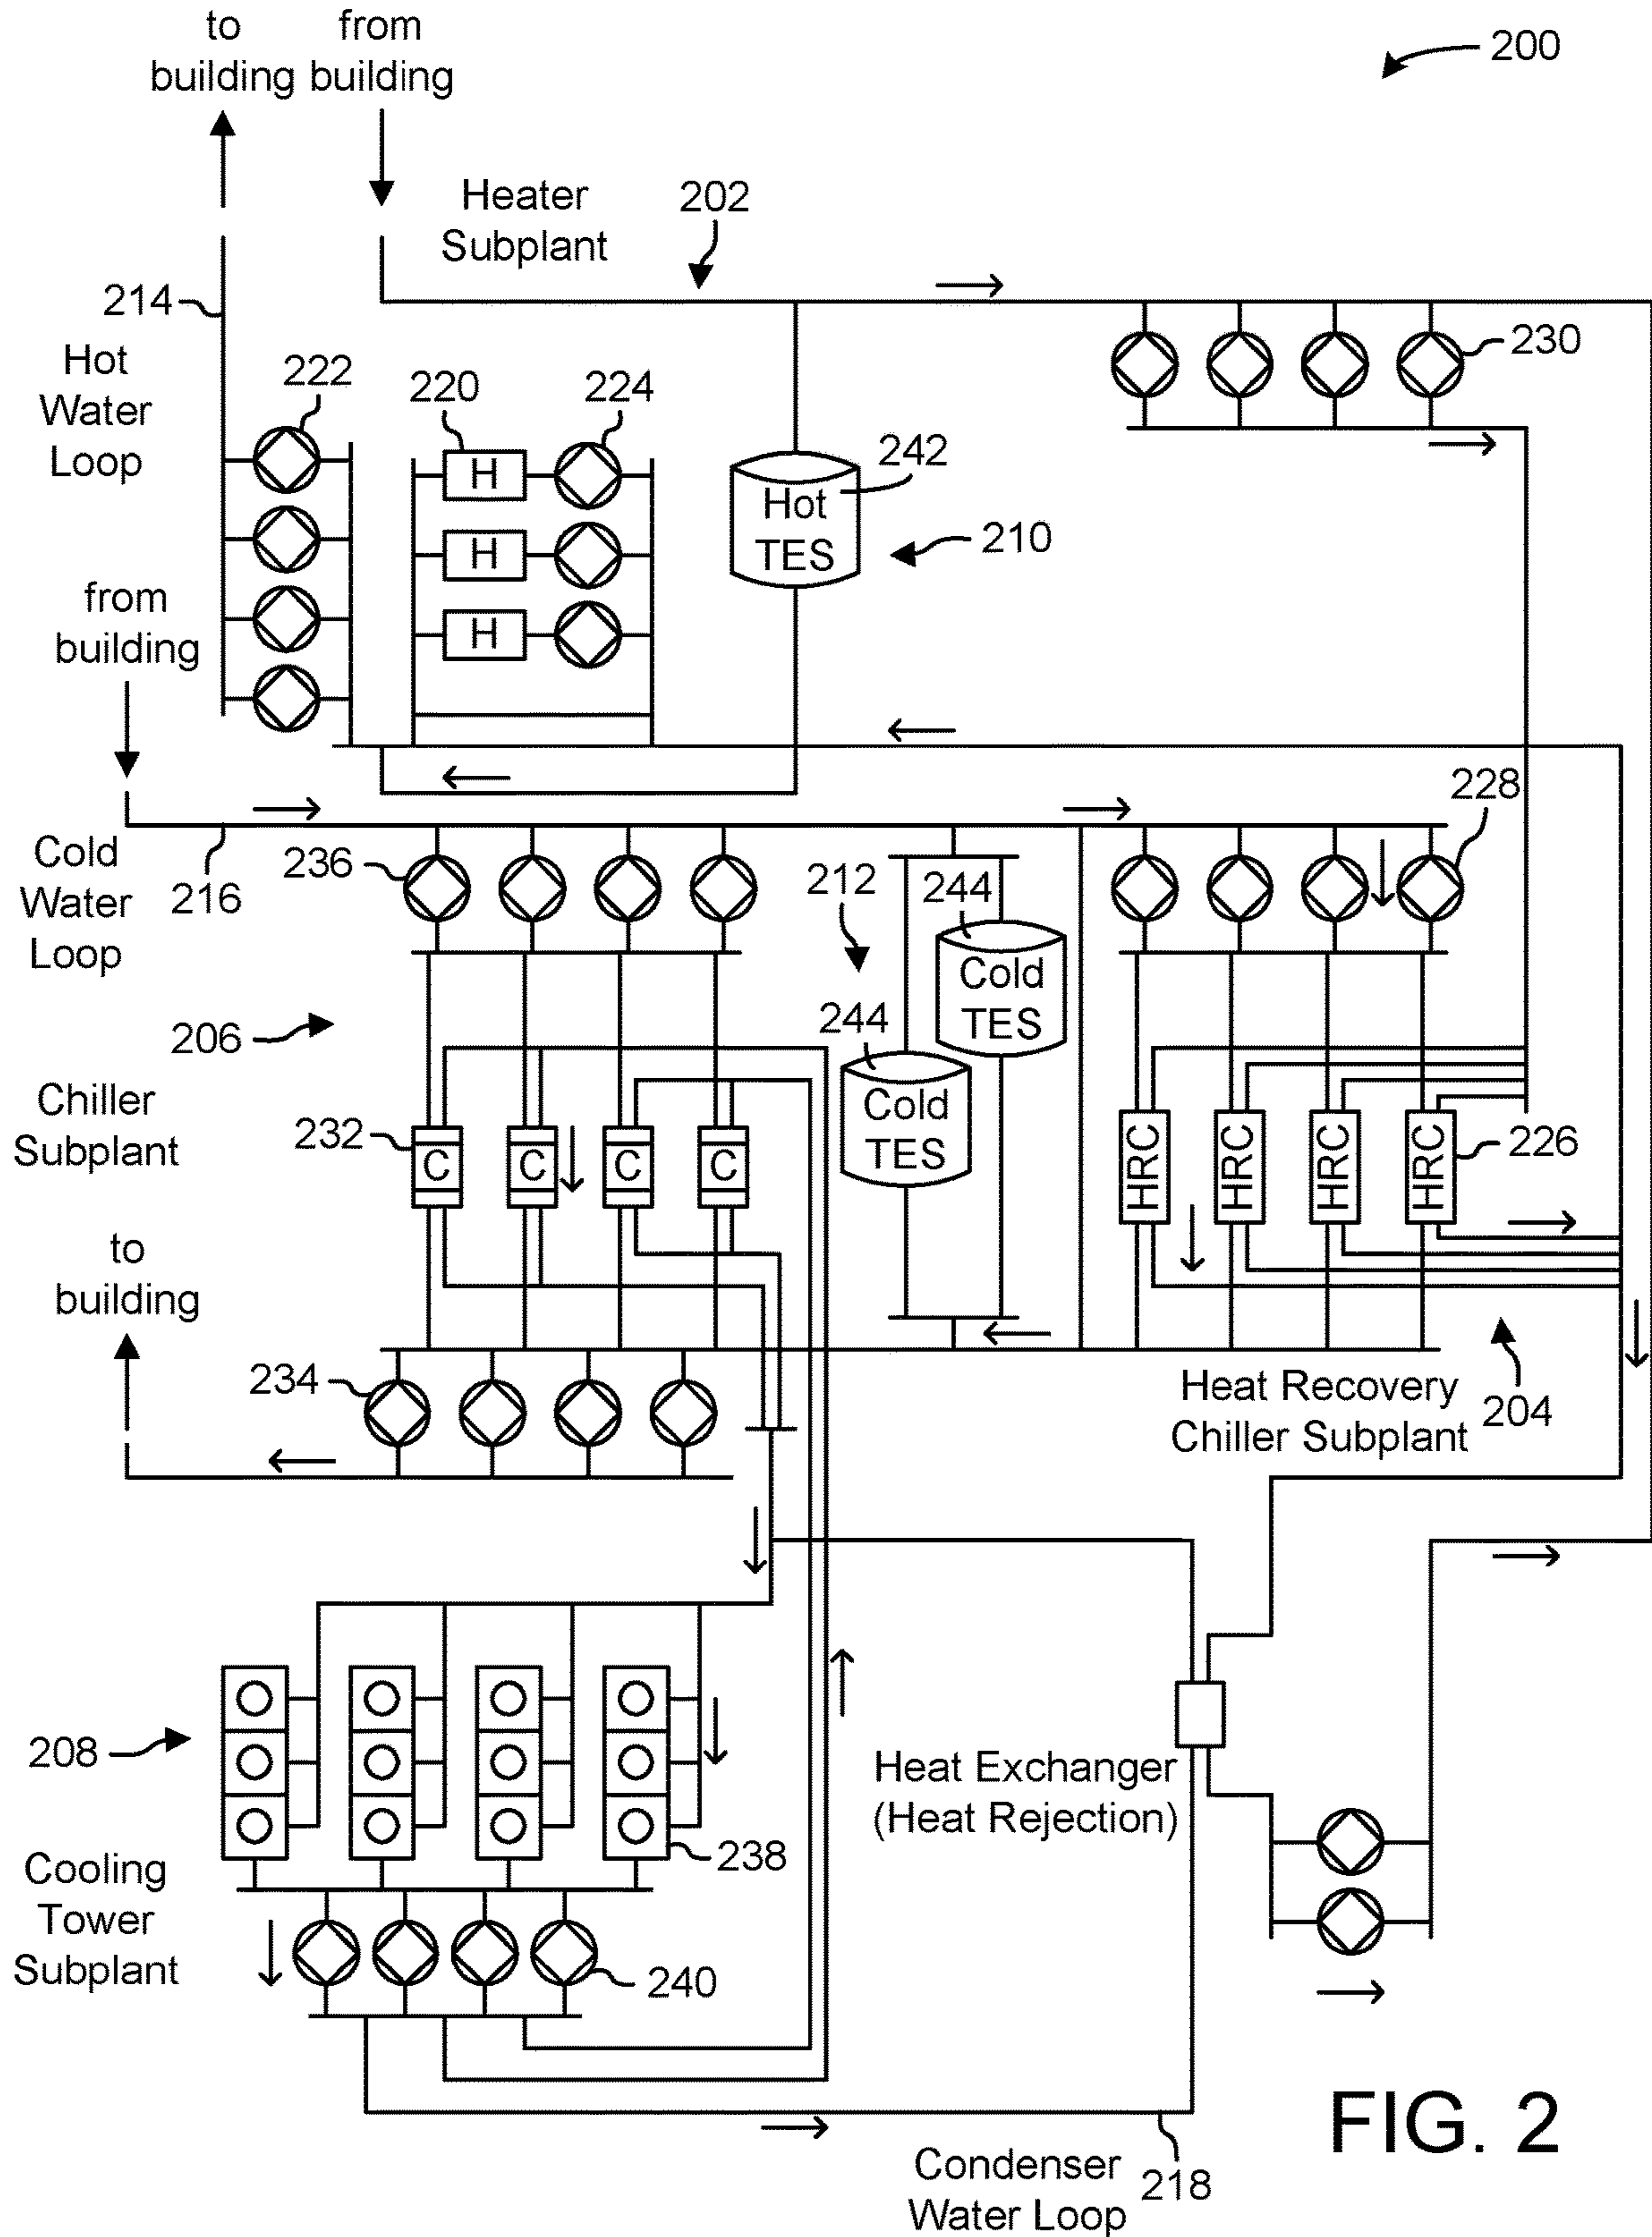 to
building
from
building
200
Heater
Subplant
202
214
Hot
Water
Loop
222
220
224
230
H
H
H
Hot
TES
242
210
from
building
228
Cold
Water
Loop
216
236
212
244
Cold
TES
244
Cold
TES
206
Chiller
Subplant
232
C
C
C
C
HRC
HRC
HRC
HRC
226
to
building
234
Heat Recovery
Chiller Subplant
204
208
Heat Exchanger
(Heat Rejection)
238
Cooling
Tower
Subplant
240
Condenser
Water Loop
218
FIG. 2